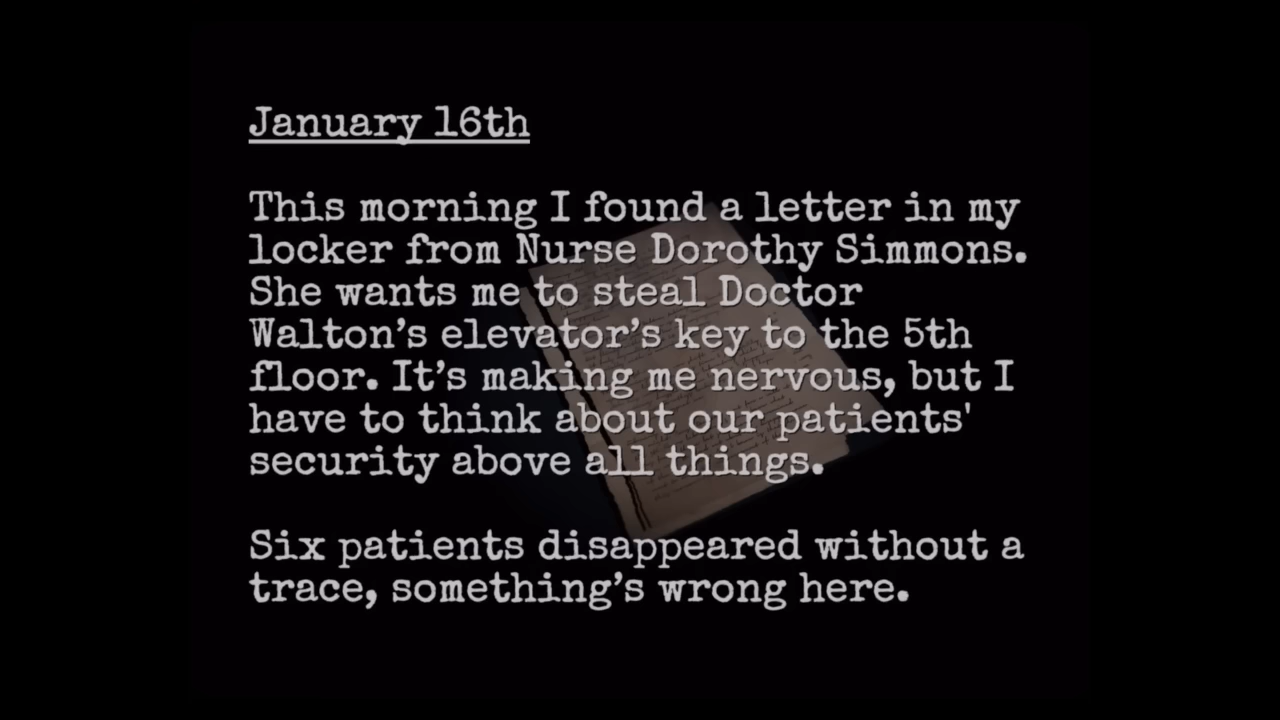 January 16th
This morning I found a letter in my
locker from Nurse Dorothy Simmons.
She wants me to steal Doctor
Walton’s elevator’s key to the 5th
floor. It’s making me nervous, but I
have to think about our patients'
security above all things.
Six patients disappeared without a
trace, something’s wrong here.